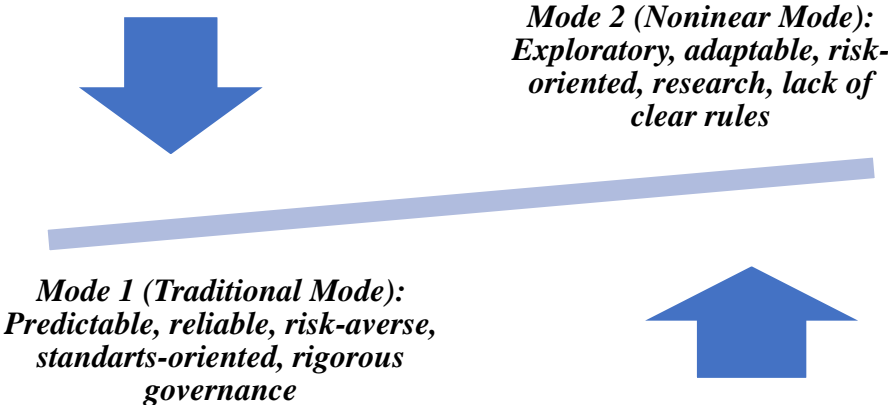 Mode 2 (Noninear Mode):
Exploratory, adaptable, risk-
oriented, research, lack of
clear rules
Mode 1 (Traditional Mode):
Predictable, reliable, risk-averse,
standarts-oriented, rigorous
governance